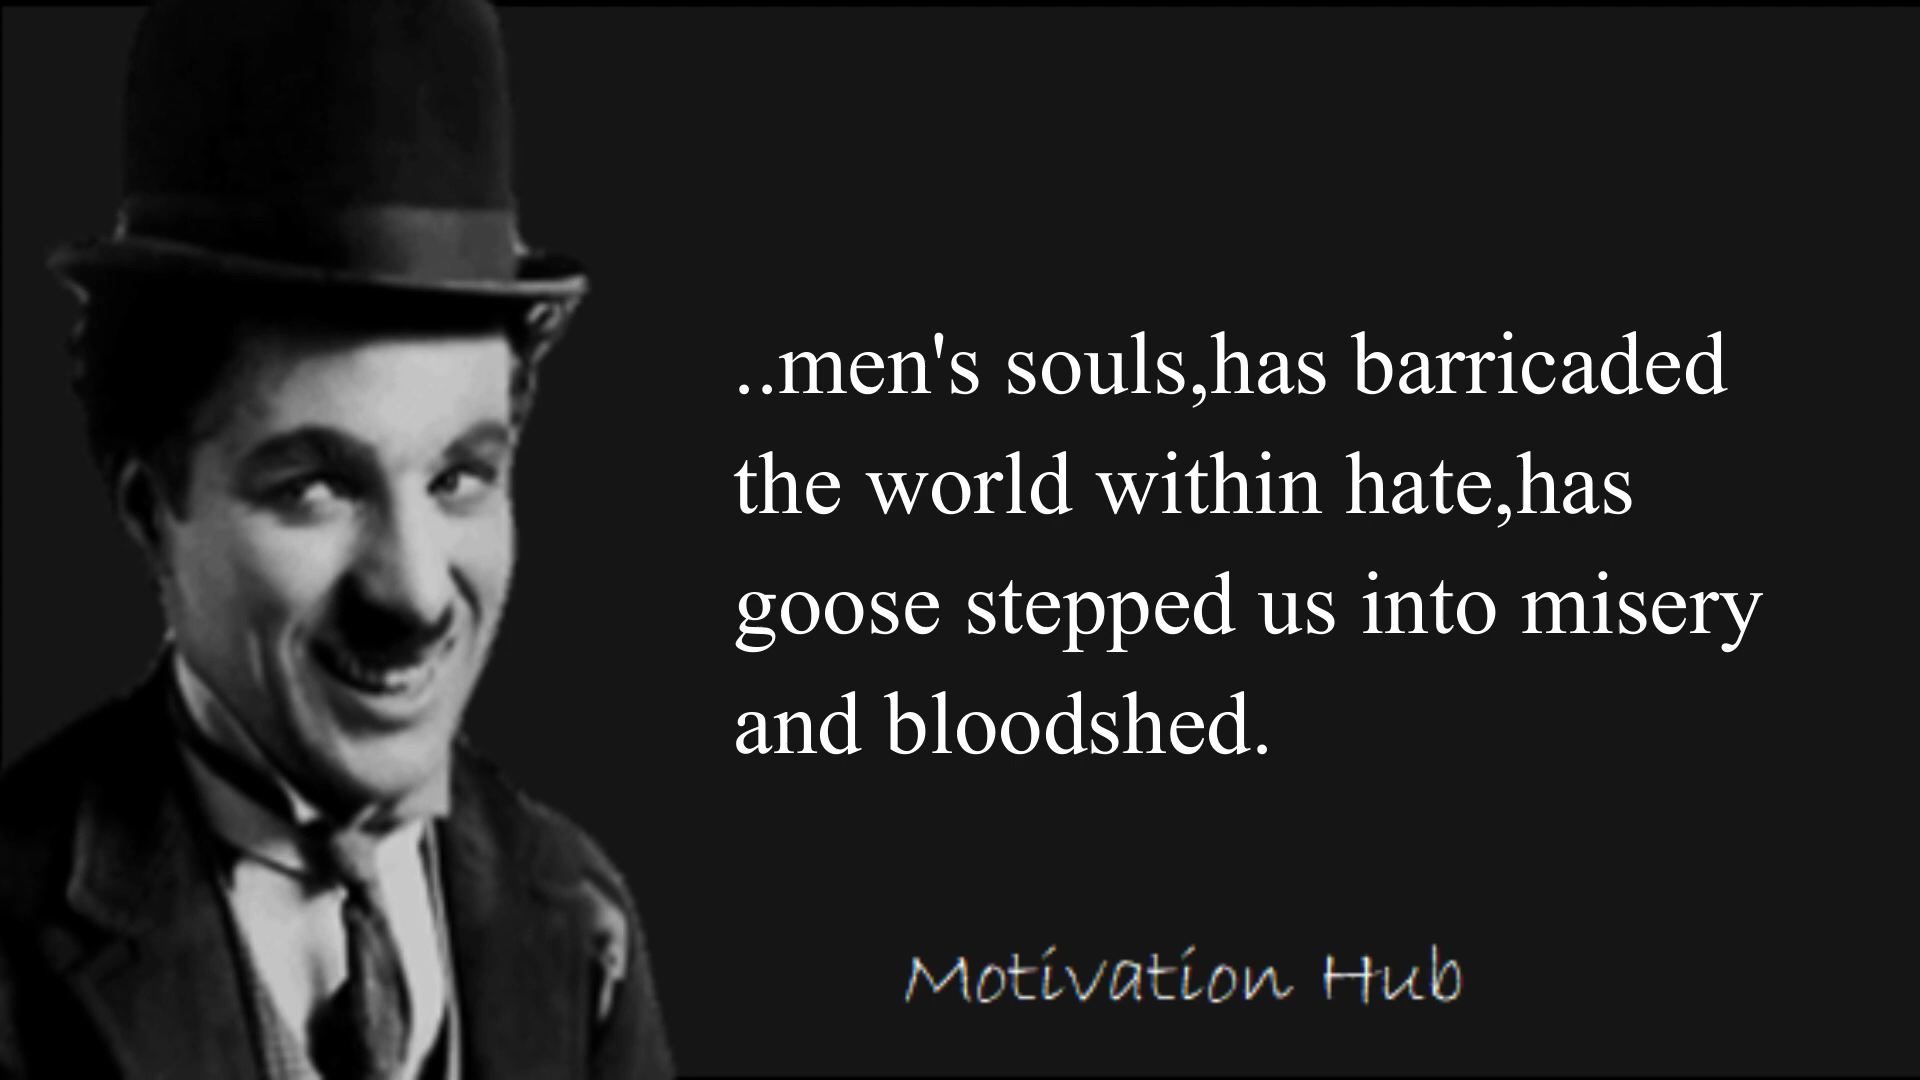 ..men's souls,has barricaded
the world within hate,has
goose stepped us into misery
and bloodshed.
Motivation Hub